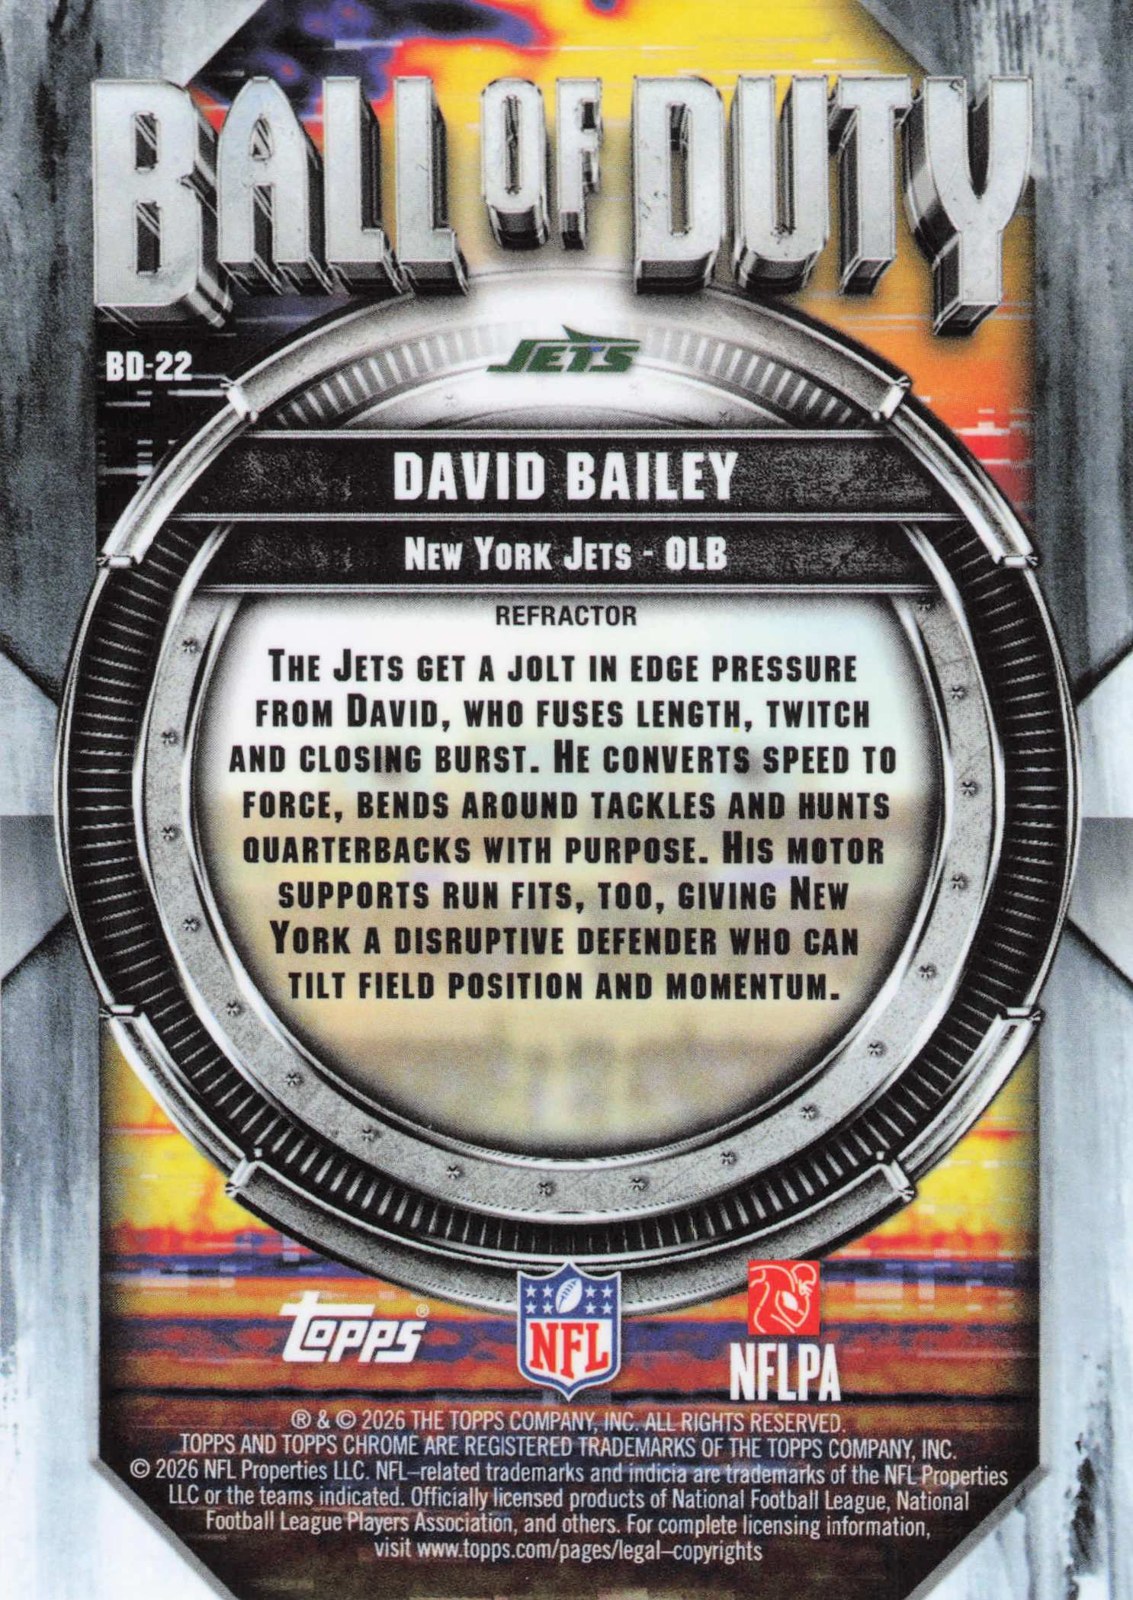 BALL OF DUTY
BD-22
JETS
DAVID BAILEY
NEW YORK JETS - OLB
REFRACTOR
THE JETS GET A JOLT IN EDGE PRESSURE
FROM DAVID, WHO FUSES LENGTH, TWITCH
AND CLOSING BURST. HE CONVERTS SPEED TO
FORCE, BENDS AROUND TACKLES AND HUNTS
QUARTERBACKS WITH PURPOSE. HIS MOTOR
SUPPORTS RUN FITS, TOO, GIVING NEW
YORK A DISRUPTIVE DEFENDER WHO CAN
TILT FIELD POSITION AND MOMENTUM.
TOPPS®
NFL
NFLPA
® & © 2026 THE TOPPS COMPANY, INC. ALL RIGHTS RESERVED.
TOPPS AND TOPPS CHROME ARE REGISTERED TRADEMARKS OF THE TOPPS COMPANY, INC.
© 2026 NFL Properties LLC. NFL–related trademarks and indicia are trademarks of the NFL Properties
LLC or the teams indicated. Officially licensed products of National Football League, National
Football League Players Association, and others. For complete licensing information,
visit www.topps.com/pages/legal–copyrights